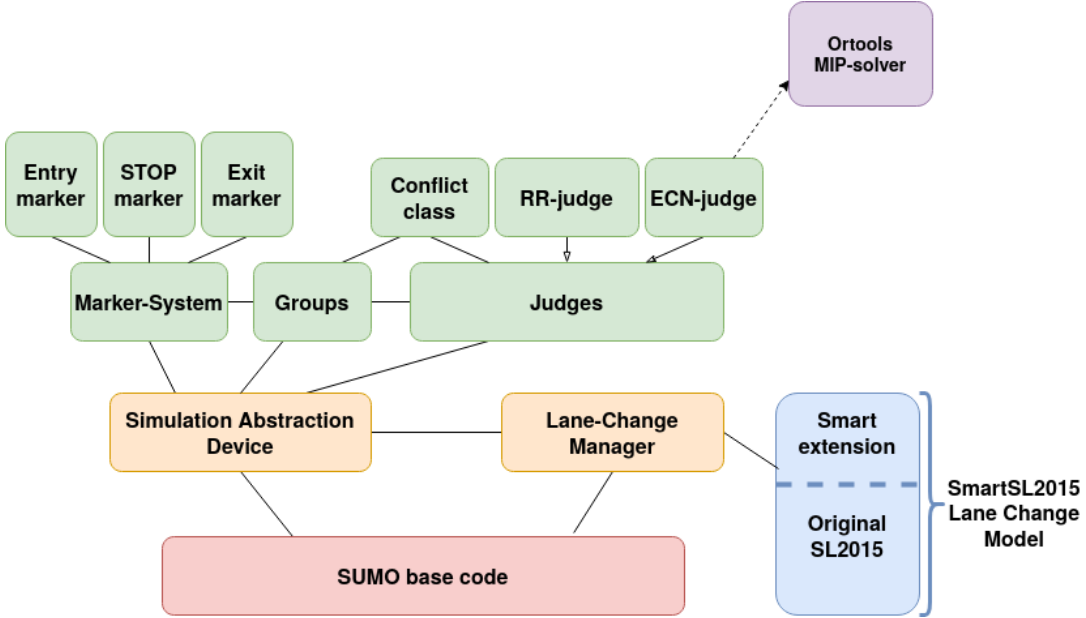 Ortools
MIP-solver
Entry
marker
STOP
marker
Exit
marker
Conflict
class
RR-judge
ECN-judge
Marker-System
Groups
Judges
Simulation Abstraction
Device
Lane-Change
Manager
Smart
extension
Original
SL2015
SmartSL2015
Lane Change
Model
SUMO base code